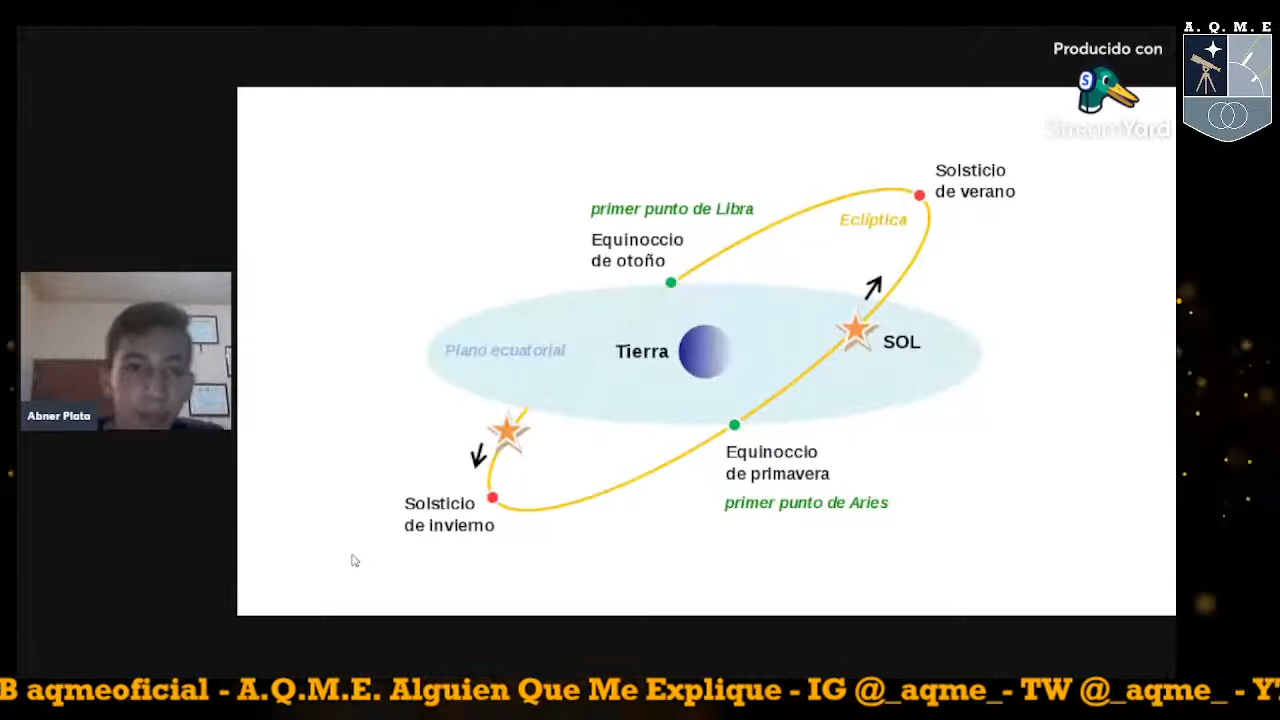 A. Q. M. E
Producido con
S
StreamYard
Solsticio
de verano
primer punto de Libra
Eclíptica
Equinoccio
de otoño
Plano ecuatorial
Tierra
SOL
Abner Plata
Equinoccio
de primavera
Solsticio
de invierno
primer punto de Aries
B aqmeoficial - A.Q.M.E. Alguien Que Me Explique - IG @_aqme_- TW @_aqme_ - Y